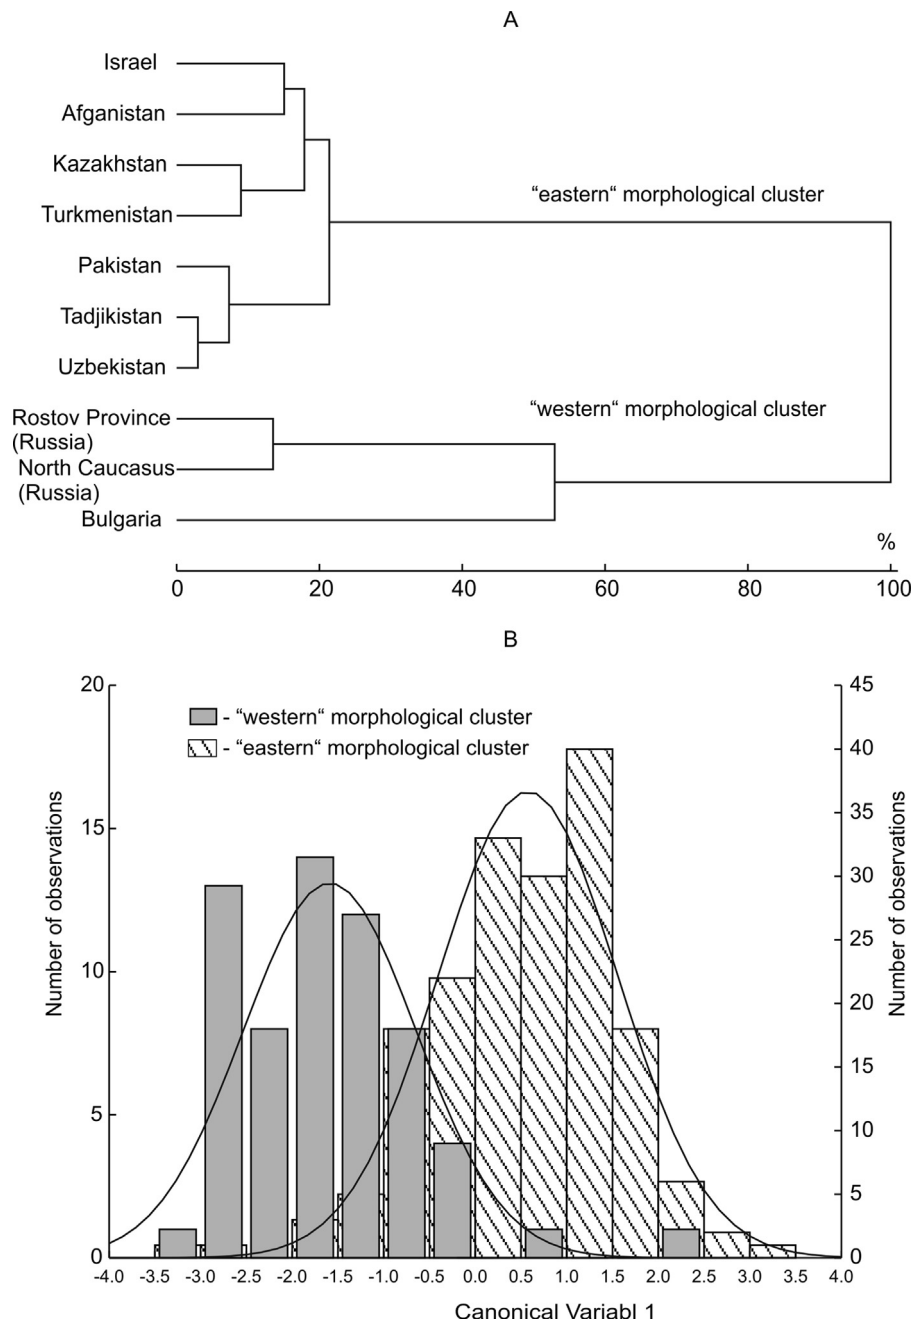 A
Israel
Afganistan
Kazakhstan
“eastern“ morphological cluster
Turkmenistan
Pakistan
Tadjikistan
Uzbekistan
“western“ morphological cluster
Rostov Province
(Russia)
North Caucasus
(Russia)
Bulgaria
%
0 20 40 60 80 100
B
20 45
- “western“ morphological cluster
- “eastern“ morphological cluster
40
35
15
30
25
10
20
15
5
10
5
0 0
Number of observations
Number of observations
-4.0 -3.5 -3.0 -2.5 -2.0 -1.5 -1.0 -0.5 0.0 0.5 1.0 1.5 2.0 2.5 3.0 3.5 4.0
Canonical Variabl 1